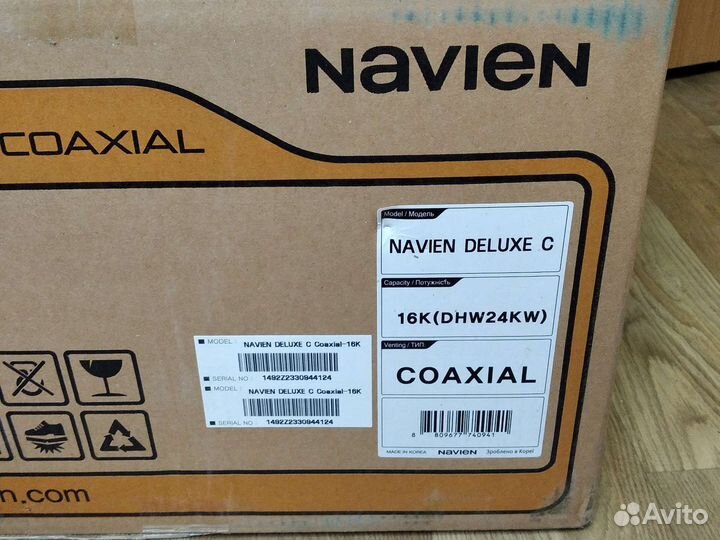 NAVIEN
COAXIAL
Model / Модель
NAVIEN DELUXE C
Capacity / Потужність
16K(DHW24KW)
Venting / ТИП.
COAXIAL
8 809677 740941
MADE IN KOREA NAVIEN Зроблено в Кореї
MODEL : NAVIEN DELUXE C Coaxial-16K
SERIAL NO : 1492Z2330944124
MODEL : NAVIEN DELUXE C Coaxial-16K
SERIAL NO : 1492Z2330944124
n.com
Avito